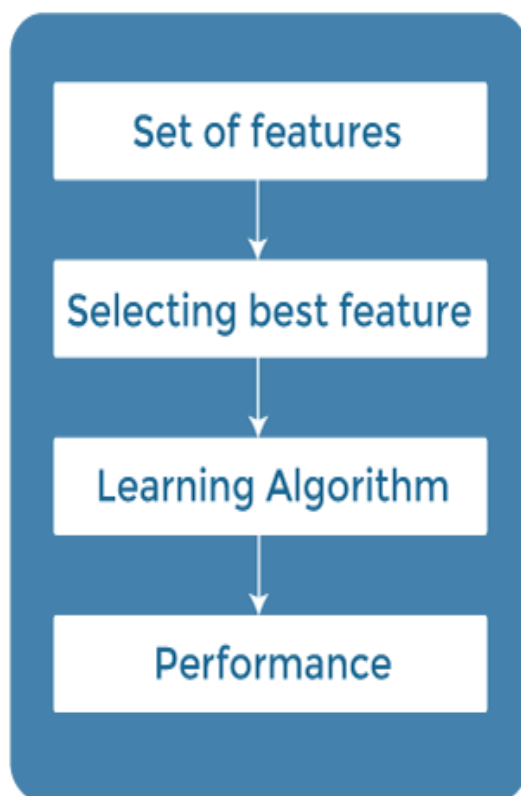 Set of features
Selecting best feature
Learning Algorithm
Performance